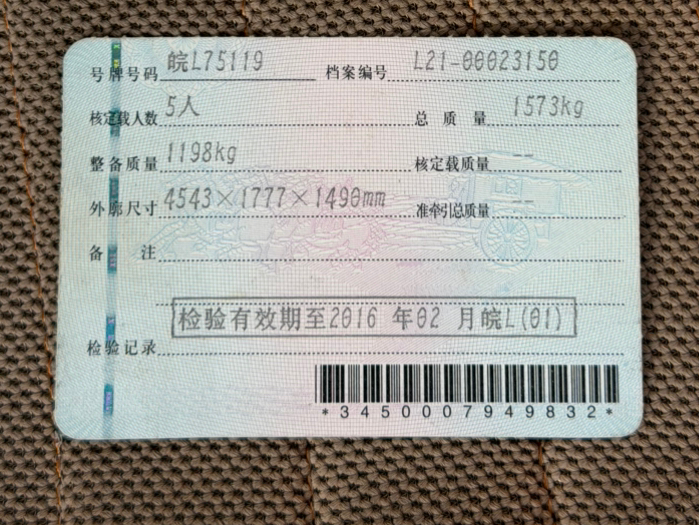 号牌号码 皖L75119 档案编号 L21-00023150
核定载人数 5人 总质量 1573kg
整备质量 1198kg 核定载质量 --
外廓尺寸 4543×1777×1490mm 准牵引总质量 --
备注
检验有效期至2016 年02 月皖L(01)
检验记录
*3450007949832*